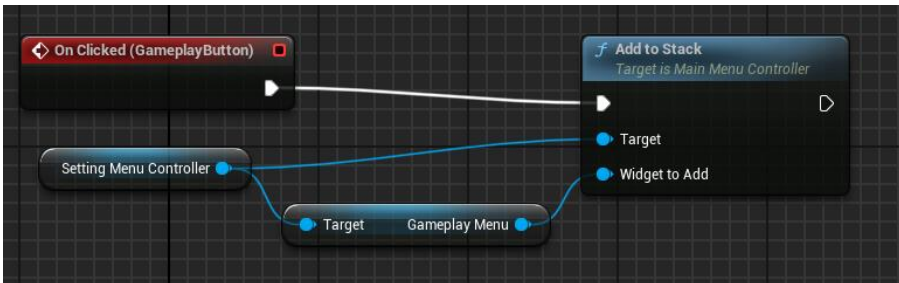 On Clicked (GameplayButton)
f Add to Stack
Target is Main Menu Controller
Target
Setting Menu Controller
Widget to Add
Target Gameplay Menu